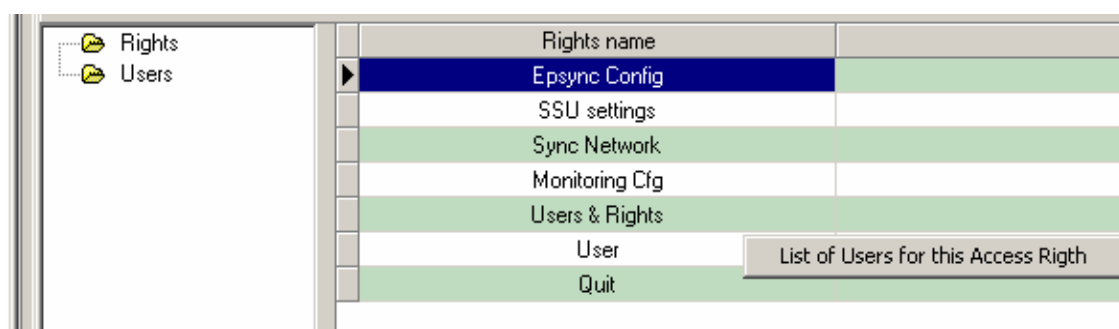 Rights
Users
Rights name
Epsync Config
SSU settings
Sync Network
Monitoring Cfg
Users & Rights
User
List of Users for this Access Rigth
Quit